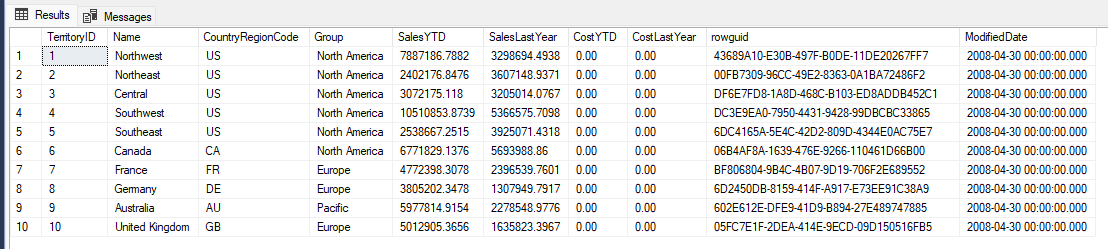 Results Messages
TerritoryID Name CountryRegionCode Group SalesYTD SalesLastYear CostYTD CostLastYear rowguid ModifiedDate
1 1 Northwest US North America 7887186.7882 3298694.4938 0.00 0.00 43689A10-E30B-497F-B0DE-11DE20267FF7 2008-04-30 00:00:00.000
2 2 Northeast US North America 2402176.8476 3607148.9371 0.00 0.00 00FB7309-96CC-49E2-8363-0A1BA72486F2 2008-04-30 00:00:00.000
3 3 Central US North America 3072175.118 3205014.0767 0.00 0.00 DF6E7FD8-1A8D-468C-B103-ED8ADDB452C1 2008-04-30 00:00:00.000
4 4 Southwest US North America 10510853.8739 5366575.7098 0.00 0.00 DC3E9EA0-7950-4431-9428-99DBCBC33865 2008-04-30 00:00:00.000
5 5 Southeast US North America 2538667.2515 3925071.4318 0.00 0.00 6DC4165A-5E4C-42D2-809D-4344E0AC75E7 2008-04-30 00:00:00.000
6 6 Canada CA North America 6771829.1376 5693988.86 0.00 0.00 06B4AF8A-1639-476E-9266-110461D66B00 2008-04-30 00:00:00.000
7 7 France FR Europe 4772398.3078 2396539.7601 0.00 0.00 BF806804-9B4C-4B07-9D19-706F2E689552 2008-04-30 00:00:00.000
8 8 Germany DE Europe 3805202.3478 1307949.7917 0.00 0.00 6D2450DB-8159-414F-A917-E73EE91C38A9 2008-04-30 00:00:00.000
9 9 Australia AU Pacific 5977814.9154 2278548.9776 0.00 0.00 602E612E-DFE9-41D9-B894-27E489747885 2008-04-30 00:00:00.000
10 10 United Kingdom GB Europe 5012905.3656 1635823.3967 0.00 0.00 05FC7E1F-2DEA-414E-9ECD-09D150516FB5 2008-04-30 00:00:00.000